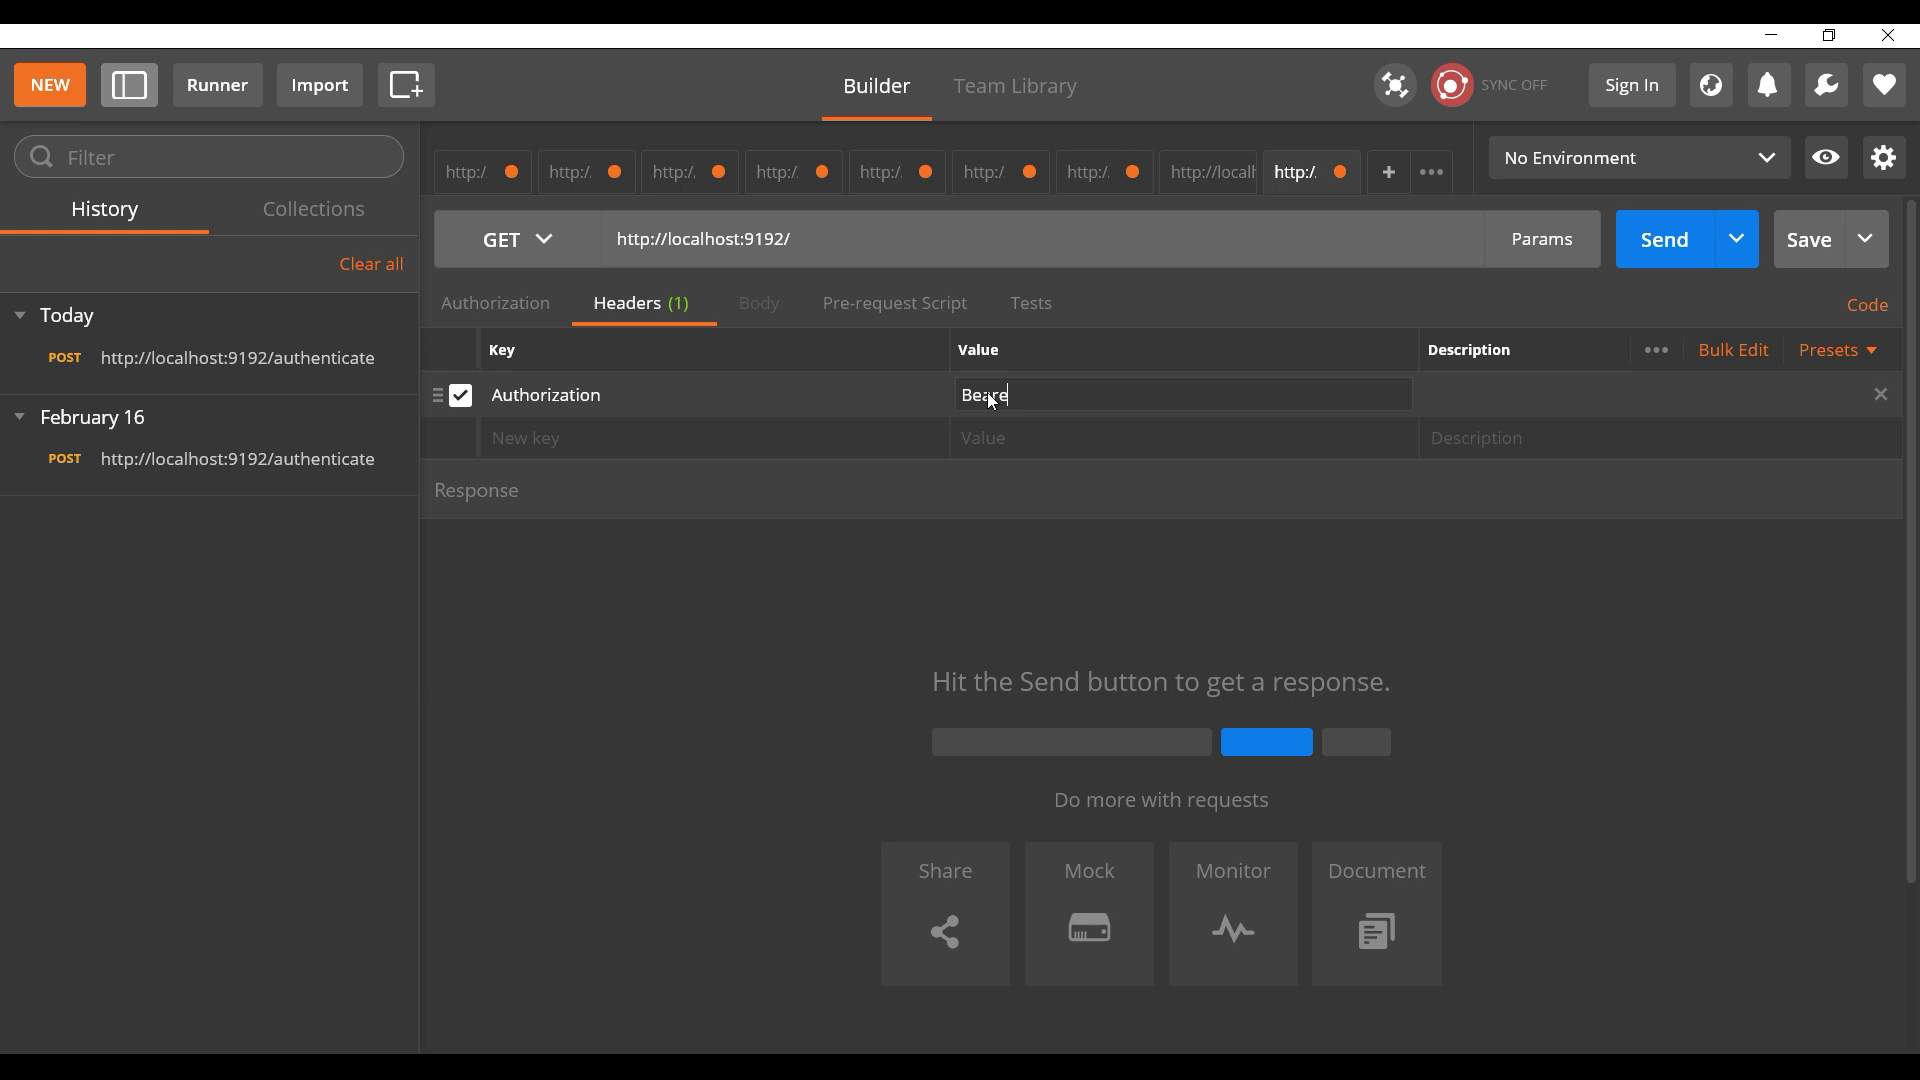 NEW Runner Import Builder Team Library SYNC OFF Sign In
Filter
http:/ http:/. http:/. http:/. http:/. http:/ http:/. http://localh http:/. + ••• No Environment
History Collections
GET http://localhost:9192/ Params Send Save
Clear all
Authorization Headers (1) Body Pre-request Script Tests Code
Today
Key Value Description ••• Bulk Edit Presets
POST http://localhost:9192/authenticate
Authorization Beare
February 16
New key Value Description
POST http://localhost:9192/authenticate
Response
Hit the Send button to get a response.
Do more with requests
Share Mock Monitor Document